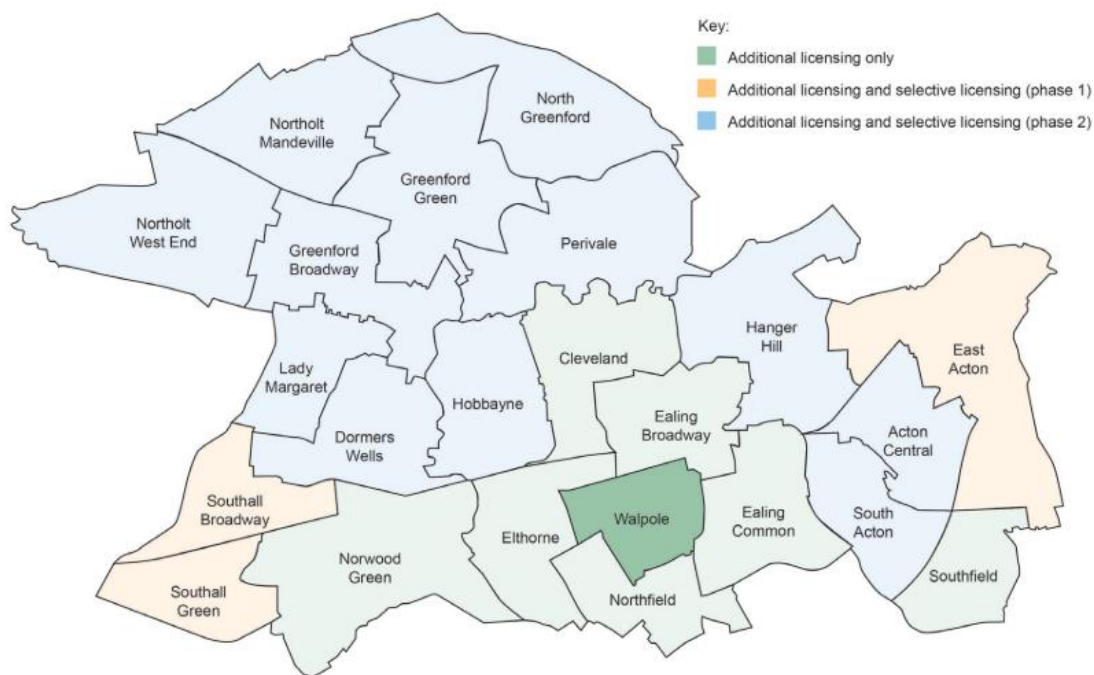 Key:
Additional licensing only
Additional licensing and selective licensing (phase 1)
Additional licensing and selective licensing (phase 2)
North
Greenford
Northolt
Mandeville
Greenford
Green
Northolt
West End
Greenford
Broadway
Perivale
Hanger
Hill
Cleveland
East
Acton
Lady
Margaret
Hobbayne
Ealing
Broadway
Acton
Central
Dormers
Wells
Southall
Broadway
Walpole
Ealing
Common
South
Acton
Elthorne
Norwood
Green
Southfield
Southall
Green
Northfield